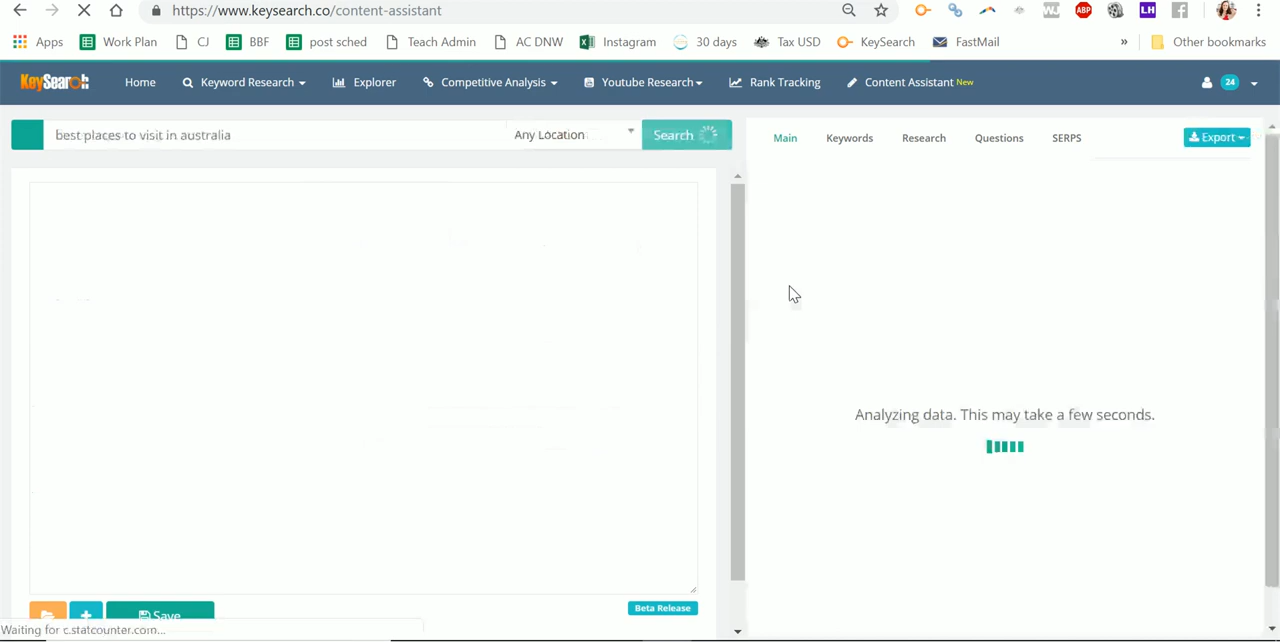 https://www.keysearch.co/content-assistant
Apps Work Plan CJ BBF post sched Teach Admin AC DNW Instagram 30 days Tax USD KeySearch FastMail » Other bookmarks
WJ ABP LH
KeySearch Home Keyword Research Explorer Competitive Analysis Youtube Research Rank Tracking Content Assistant New 24
best places to visit in australia Any Location Search
Main Keywords Research Questions SERPS Export
Analyzing data. This may take a few seconds.
Save
Beta Release
Waiting for c.statcounter.com...